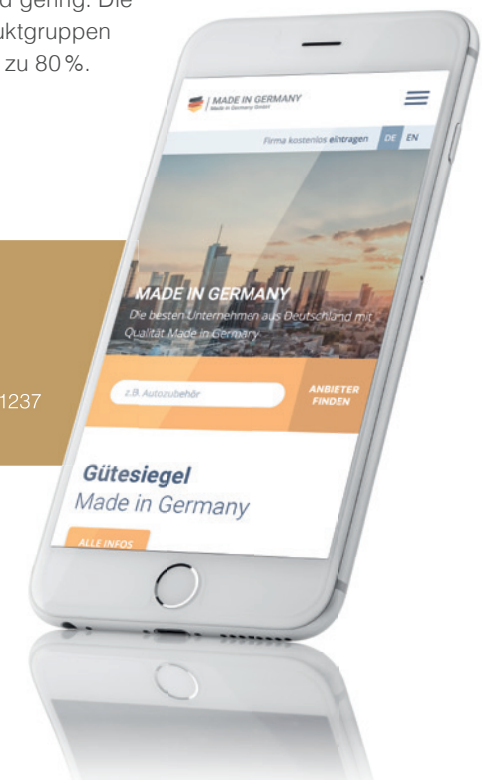 d gering. Die
uktgruppen
zu 80 %.
1237
MADE IN GERMANY
Made in Germany GmbH
Firma kostenlos eintragen DE EN
MADE IN GERMANY
Die besten Unternehmen aus Deutschland mit
Qualität Made in Germany
z.B. Autozubehör
ANBIETER
FINDEN
Gütesiegel
Made in Germany
ALLE INFOS